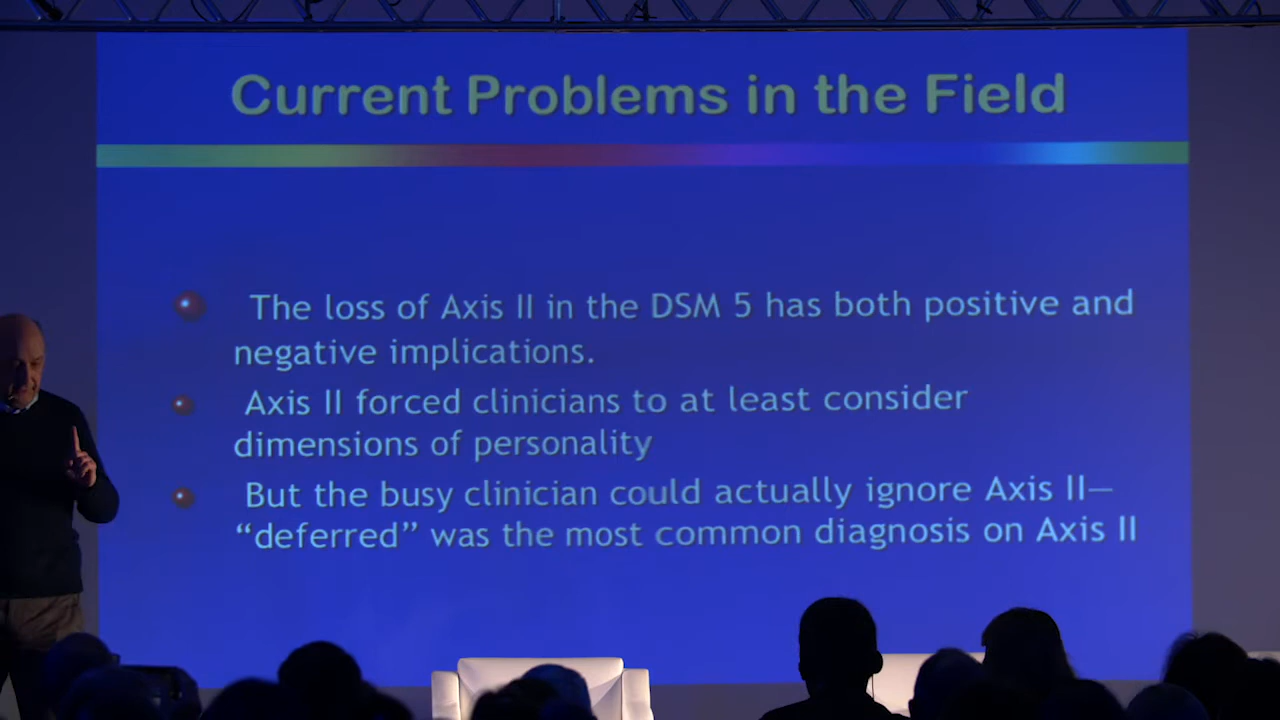 Current Problems in the Field
The loss of Axis II in the DSM 5 has both positive and
negative implications.
Axis II forced clinicians to at least consider
dimensions of personality
But the busy clinician could actually ignore Axis II—
“deferred” was the most common diagnosis on Axis II